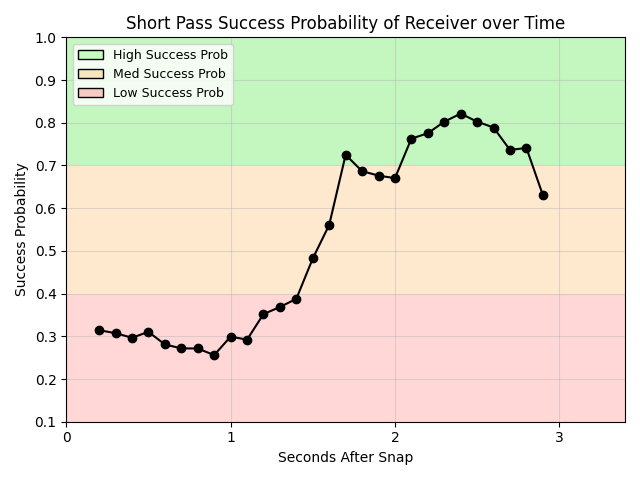 Short Pass Success Probability of Receiver over Time
High Success Prob
Med Success Prob
Low Success Prob
Success Probability
1.0
0.9
0.8
0.7
0.6
0.5
0.4
0.3
0.2
0.1
0
1
2
3
Seconds After Snap